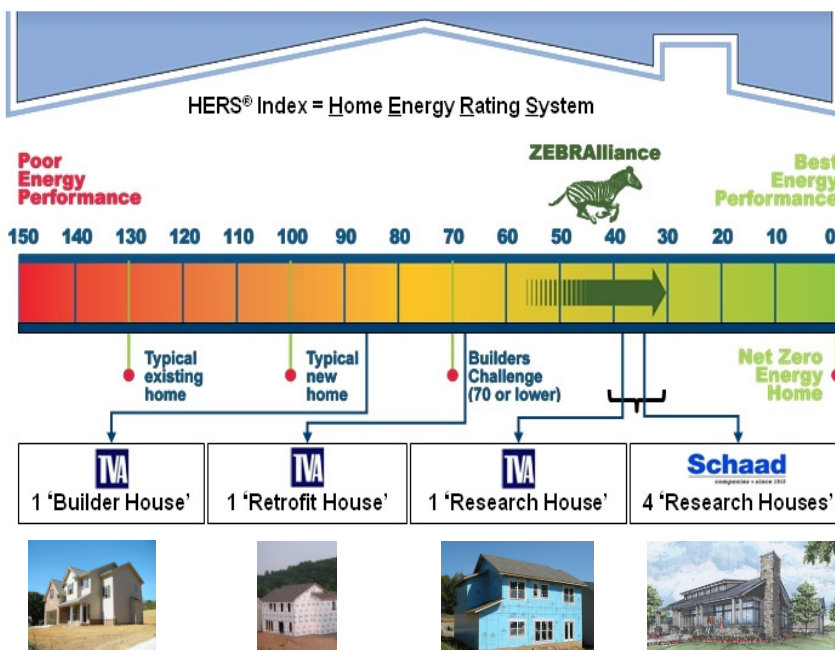 HERS® Index = Home Energy Rating System
ZEBRAlliance
Poor
Energy
Performance
Best
Energy
Performance
150 140 130 120 110 100 90 80 70 60 50 40 30 20 10 0
Typical
existing
home
Typical
new
home
Builders
Challenge
(70 or lower)
Net Zero
Energy
Home
TVA
1 ‘Builder House’
TVA
1 ‘Retrofit House’
TVA
1 ‘Research House’
Schaad
companies • since 1910
4 ‘Research Houses’